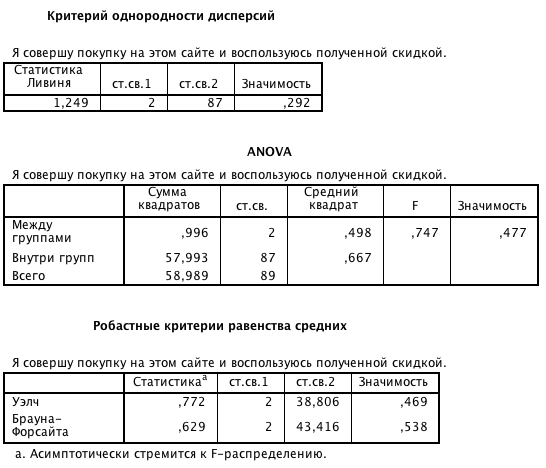 Критерий однородности дисперсий
Я совершу покупку на этом сайте и воспользуюсь полученной скидкой.
Статистика Ливиня ст.св.1 ст.св.2 Значимость
1,249 2 87 ,292
ANOVA
Я совершу покупку на этом сайте и воспользуюсь полученной скидкой.
Сумма квадратов ст.св. Средний квадрат F Значимость
Между группами ,996 2 ,498 ,747 ,477
Внутри групп 57,993 87 ,667
Всего 58,989 89
Робастные критерии равенства средних
Я совершу покупку на этом сайте и воспользуюсь полученной скидкой.
Статистикаa ст.св.1 ст.св.2 Значимость
Уэлч ,772 2 38,806 ,469
Брауна-Форсайта ,629 2 43,416 ,538
a. Асимптотически стремится к F-распределению.